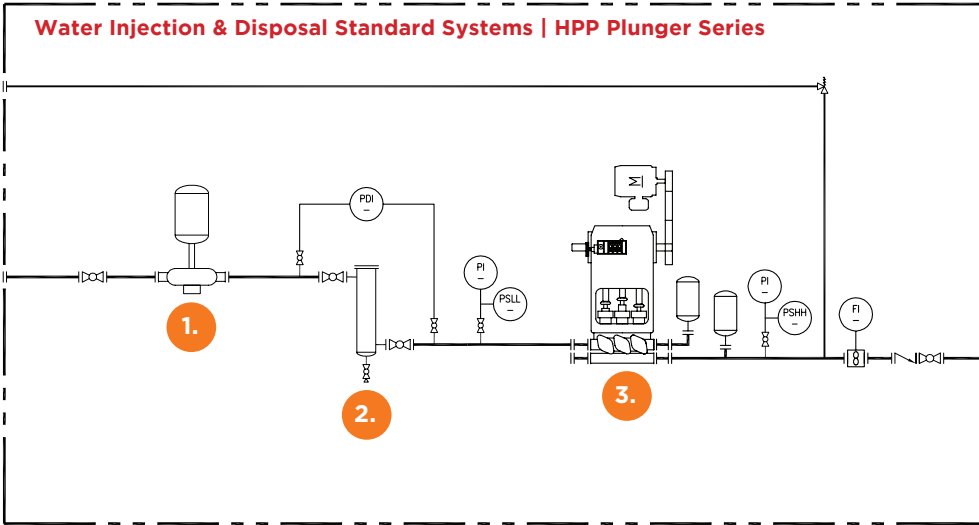 Water Injection & Disposal Standard Systems | HPP Plunger Series
M
PDI
–
PI
–
PSLL
–
PI
–
PSHH
–
FI
–
1.
2.
3.